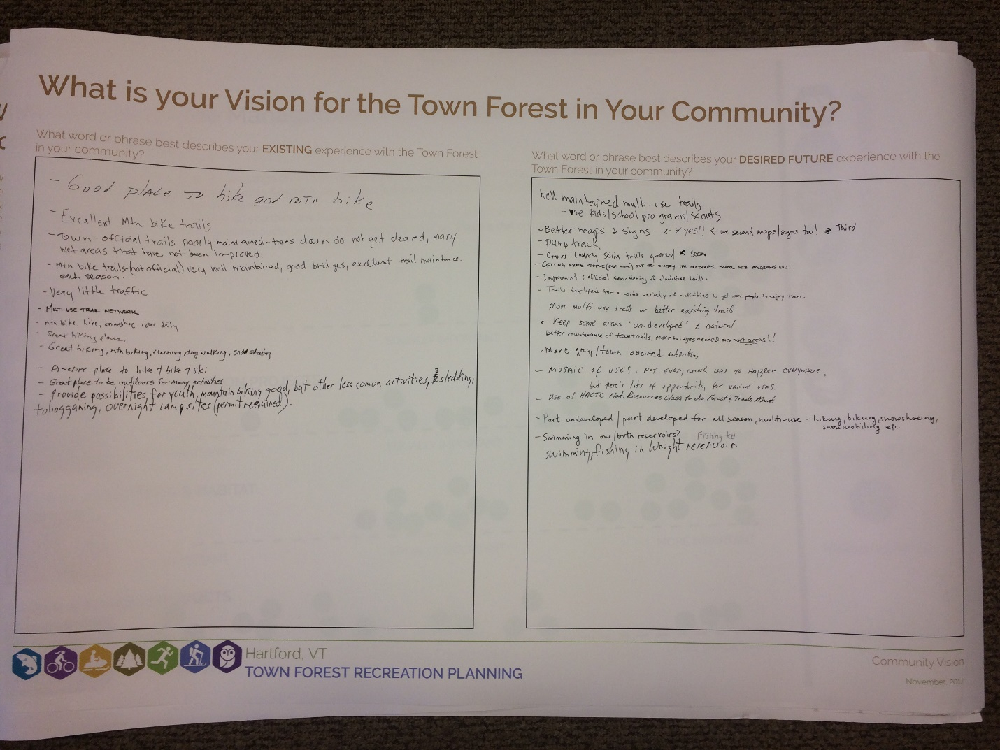 What is your Vision for the Town Forest in Your Community?
What word or phrase best describes your EXISTING experience with the Town Forest
in your community?
- Good place to hike and mtn bike
- Excellent Mtn bike trails
- Town-official trails poorly maintained - trees down do not get cleared, many
wet areas that have not been improved.
- Mtn bike trails (not official) very well maintained, good bridges, excellent trail
each season.
- Very little traffic
- MULTI USE TRAIL NETWORK
- Mtn bike, hike, snowshoe near daily
- Great hiking place.
- Great hiking, mtn biking, running, dog walking,
- Awesome place to hike & bike & ski.
- Great place to be outdoors for many activities
- Provide possibilities for youth, mountain biking good, but other less comon activities, sledding,
tobogganing, overnight camp sites (permit required).
What word or phrase best describes your DESIRED FUTURE experience with the
Town Forest in your community?
Well maintained multi-use trails
- use kids/school programs/scouts
- Better maps & signs ← * yes!! ← we second maps/signs too! Third
- pump track
- Cross country skiing trails groomed
- GETTING MORE PEOPLE (ESP KIDS) OUT TO ENJOY THE OUTDOORS, SCHOOL MTB PROGRAMS ETC...
- Improvement & official sanctioning of clandestine trails.
- Trails developed for a wide variety of activities to get more people to enjoy them.
More multi-use trails or better existing trails
• Keep some areas 'un-developed' & natural
- better maintenance of town trails, more bridges needed over wet areas!!
- More group/town oriented activities
- MOSAIC OF USES. NOT EVERYTHING HAS TO HAPPEN EVERYWHERE,
but there's lots of opportunity for various uses.
- Use of HACTC Nat. Resources Class to do Forest & Trails Mgmt.
- Part undeveloped / part developed for all season, multi-use - hiking, biking, snowshoeing,
snowmobiling etc
- Swimming in one/both reservoirs? Fishing too
swimming, fishing in Wright reservoir
Hartford, VT
TOWN FOREST RECREATION PLANNING
Community Vision
November, 2017